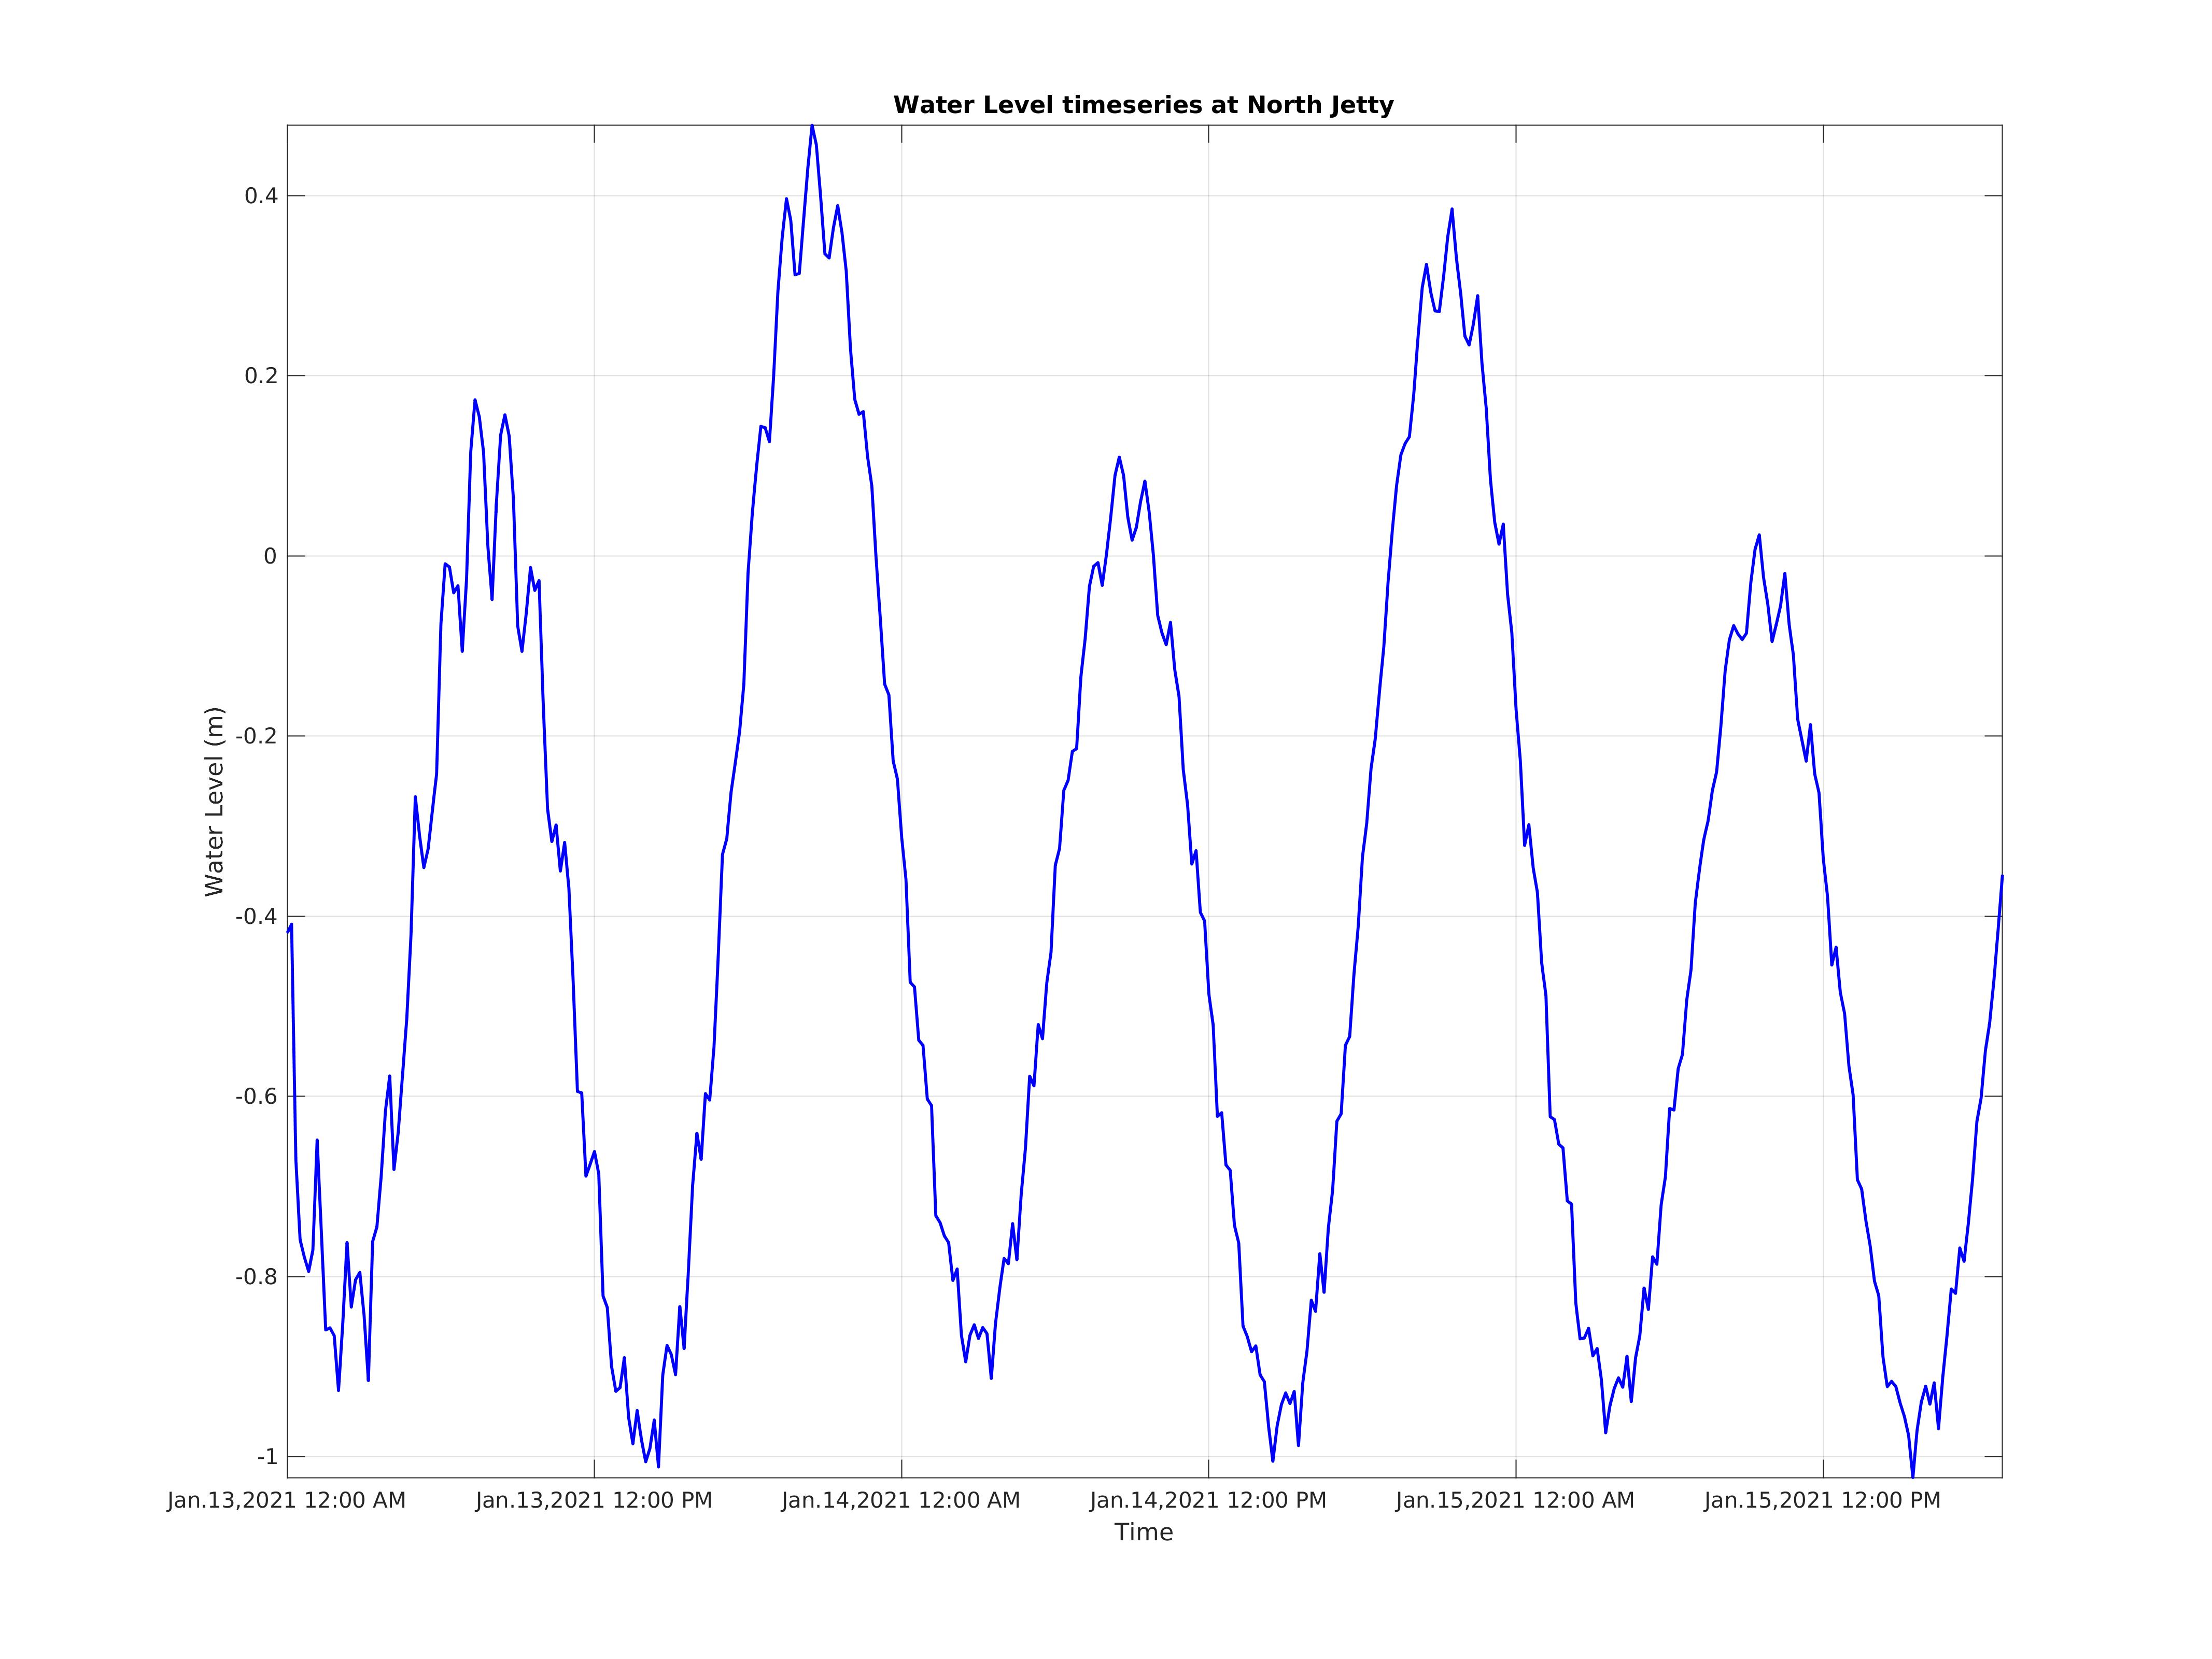 Water Level timeseries at North Jetty
0.4
0.2
0
-0.2
-0.4
-0.6
-0.8
-1
Water Level (m)
Jan.13,2021 12:00 AM
Jan.13,2021 12:00 PM
Jan.14,2021 12:00 AM
Jan.14,2021 12:00 PM
Jan.15,2021 12:00 AM
Jan.15,2021 12:00 PM
Time